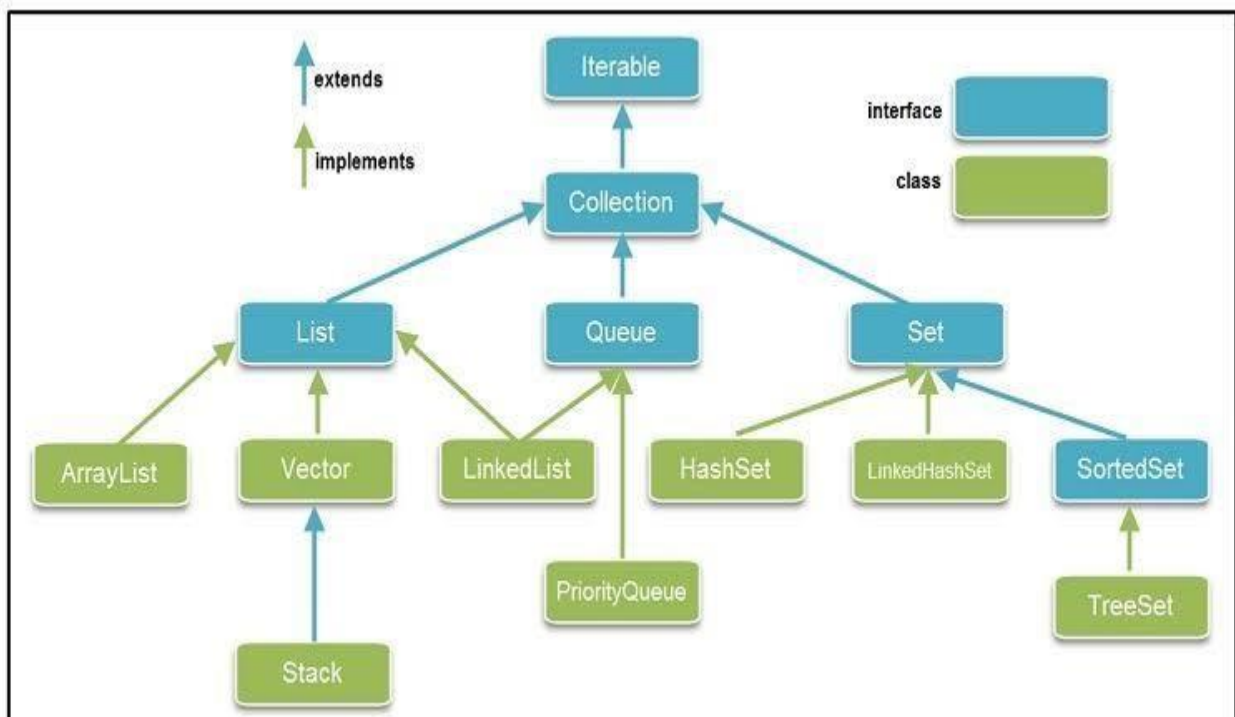 Iterable
extends
interface
implements
class
Collection
List
Queue
Set
ArrayList
Vector
LinkedList
HashSet
LinkedHashSet
SortedSet
PriorityQueue
TreeSet
Stack